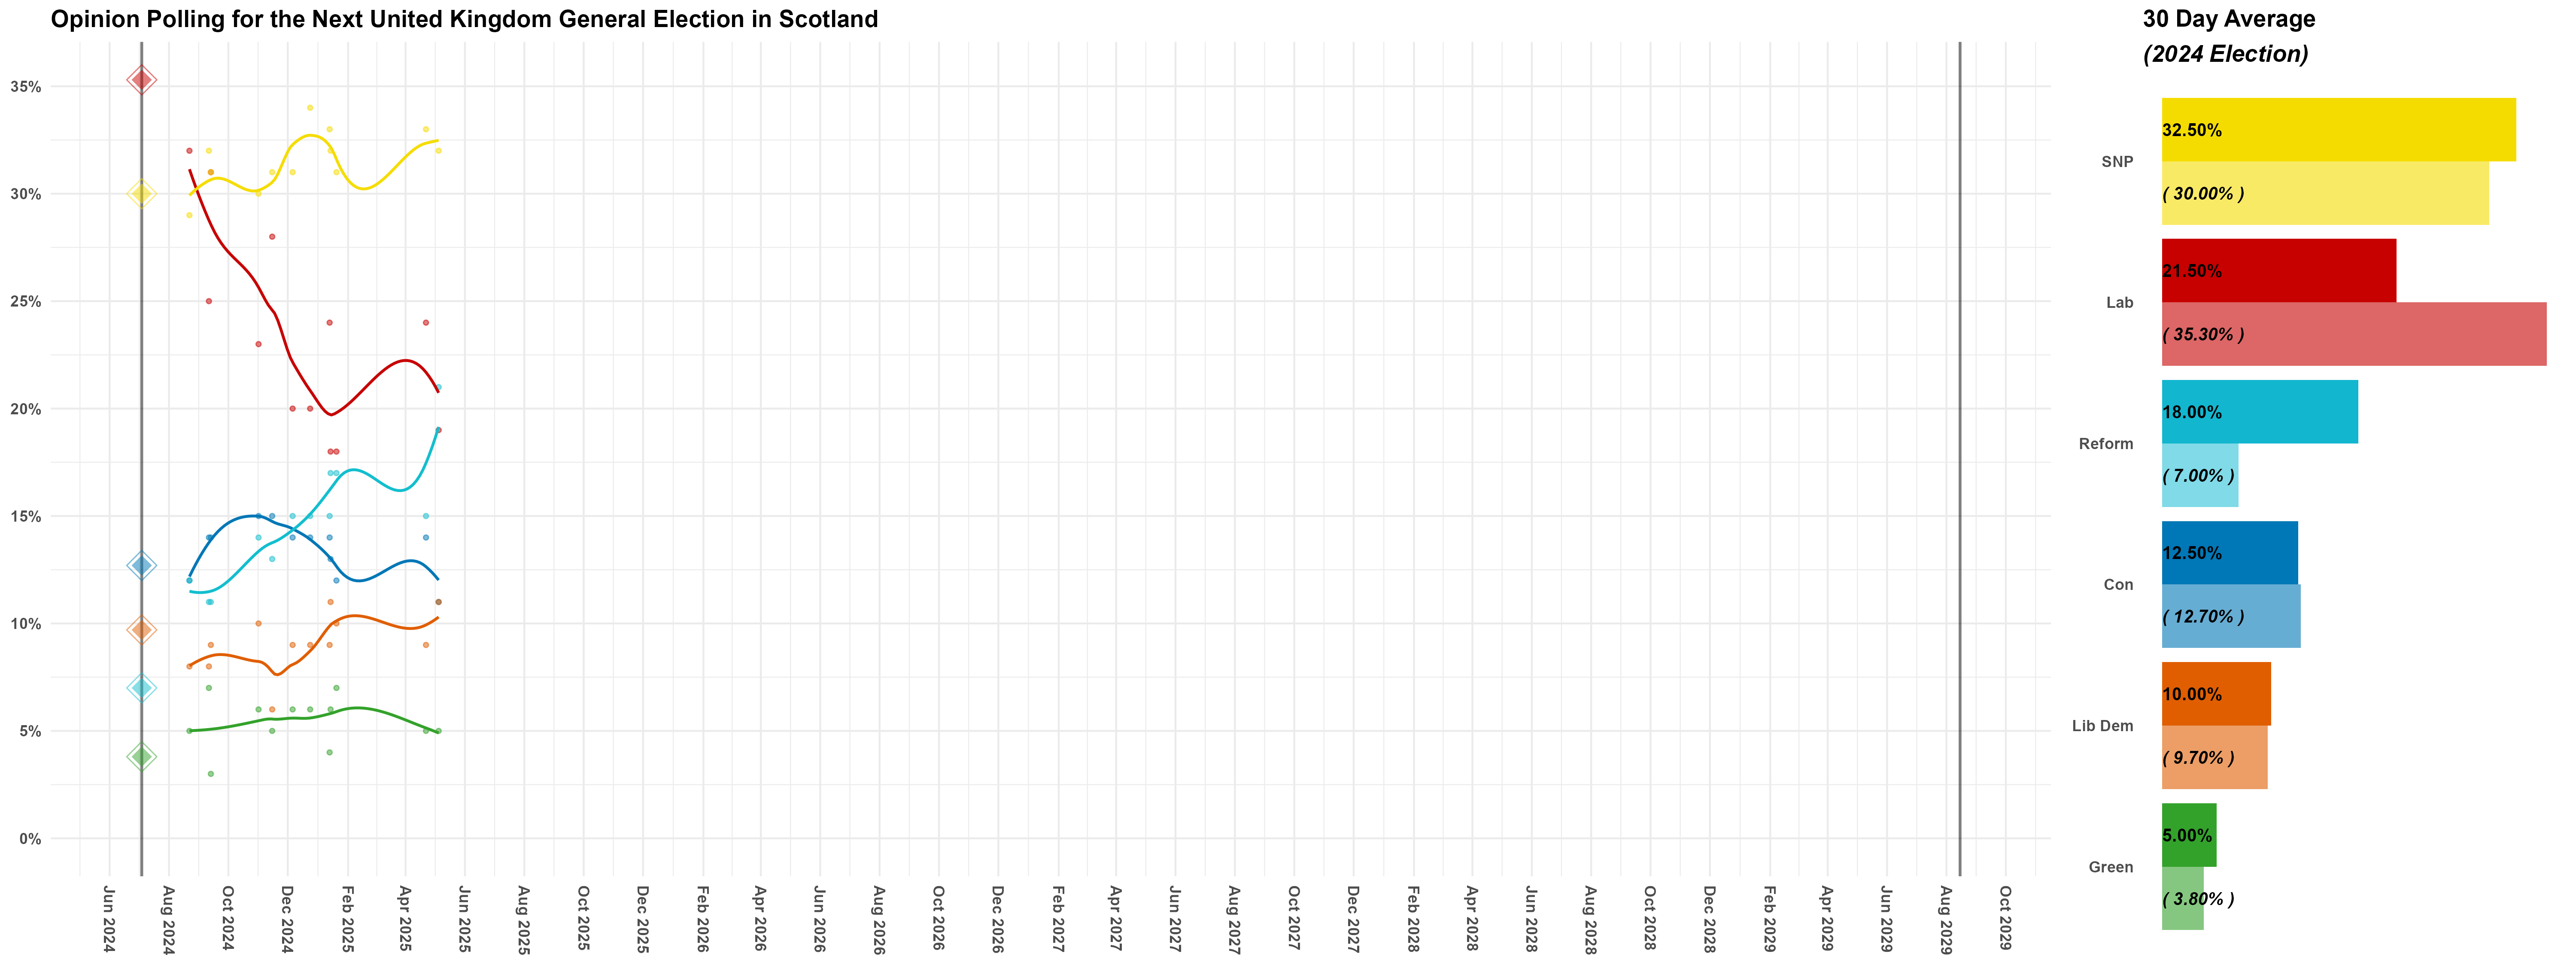 Opinion Polling for the Next United Kingdom General Election in Scotland
35%
30%
25%
20%
15%
10%
5%
0%
Jun 2024
Aug 2024
Oct 2024
Dec 2024
Feb 2025
Apr 2025
Jun 2025
Aug 2025
Oct 2025
Dec 2025
Feb 2026
Apr 2026
Jun 2026
Aug 2026
Oct 2026
Dec 2026
Feb 2027
Apr 2027
Jun 2027
Aug 2027
Oct 2027
Dec 2027
Feb 2028
Apr 2028
Jun 2028
Aug 2028
Oct 2028
Dec 2028
Feb 2029
Apr 2029
Jun 2029
Aug 2029
Oct 2029
30 Day Average
(2024 Election)
SNP
32.50%
( 30.00% )
Lab
21.50%
( 35.30% )
Reform
18.00%
( 7.00% )
Con
12.50%
( 12.70% )
Lib Dem
10.00%
( 9.70% )
Green
5.00%
( 3.80% )